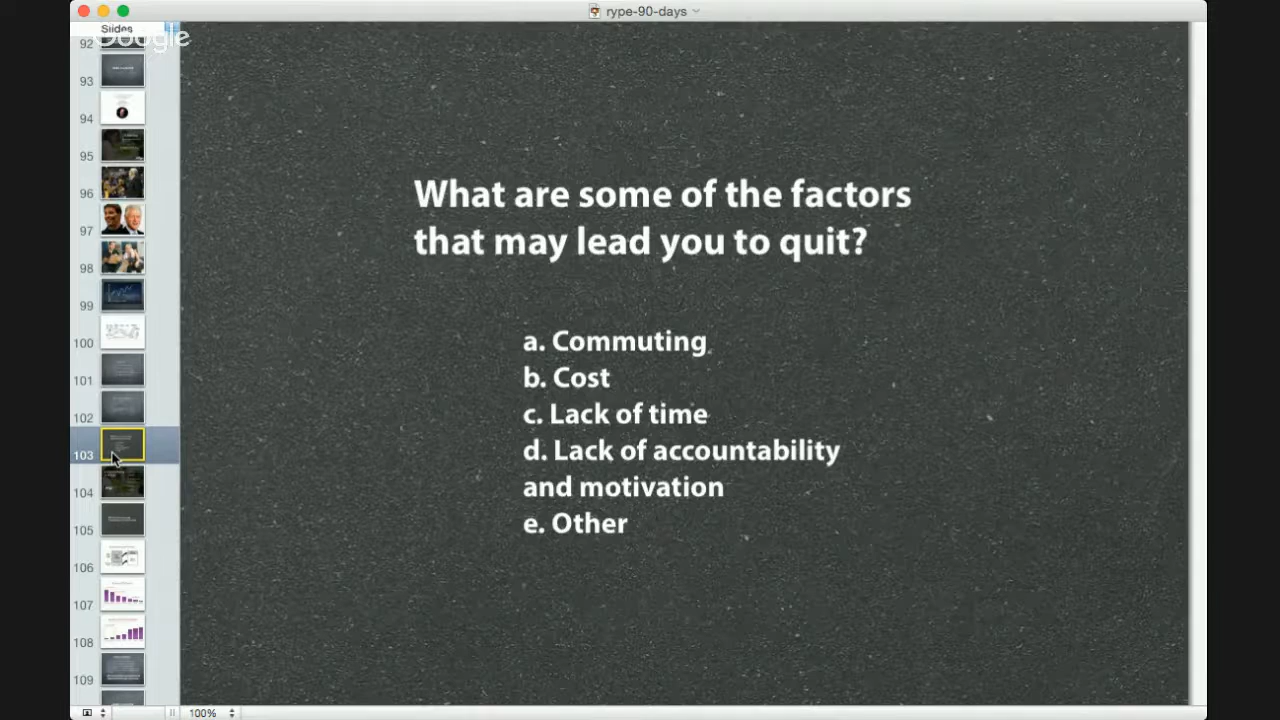 rype-90-days
Slides
Google
92
93
94
95
96
97
98
99
100
101
102
103
104
105
106
107
108
109
What are some of the factors
that may lead you to quit?
a. Commuting
b. Cost
c. Lack of time
d. Lack of accountability
and motivation
e. Other
100%